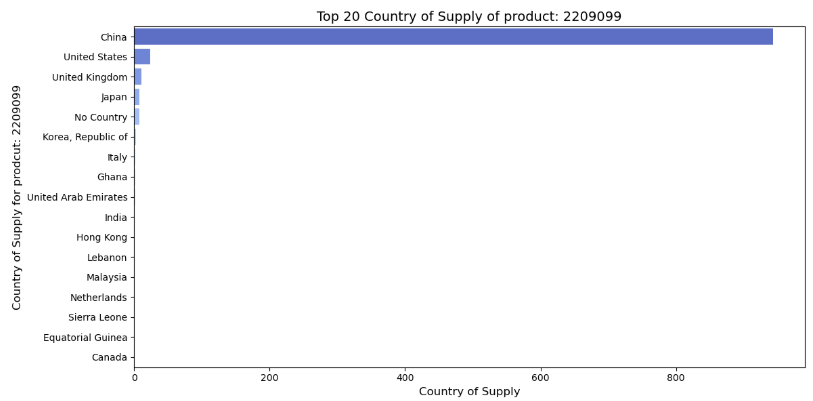 Top 20 Country of Supply of product: 2209099
Country of Supply for prodcut: 2209099
China
United States
United Kingdom
Japan
No Country
Korea, Republic of
Italy
Ghana
United Arab Emirates
India
Hong Kong
Lebanon
Malaysia
Netherlands
Sierra Leone
Equatorial Guinea
Canada
0 200 400 600 800
Country of Supply